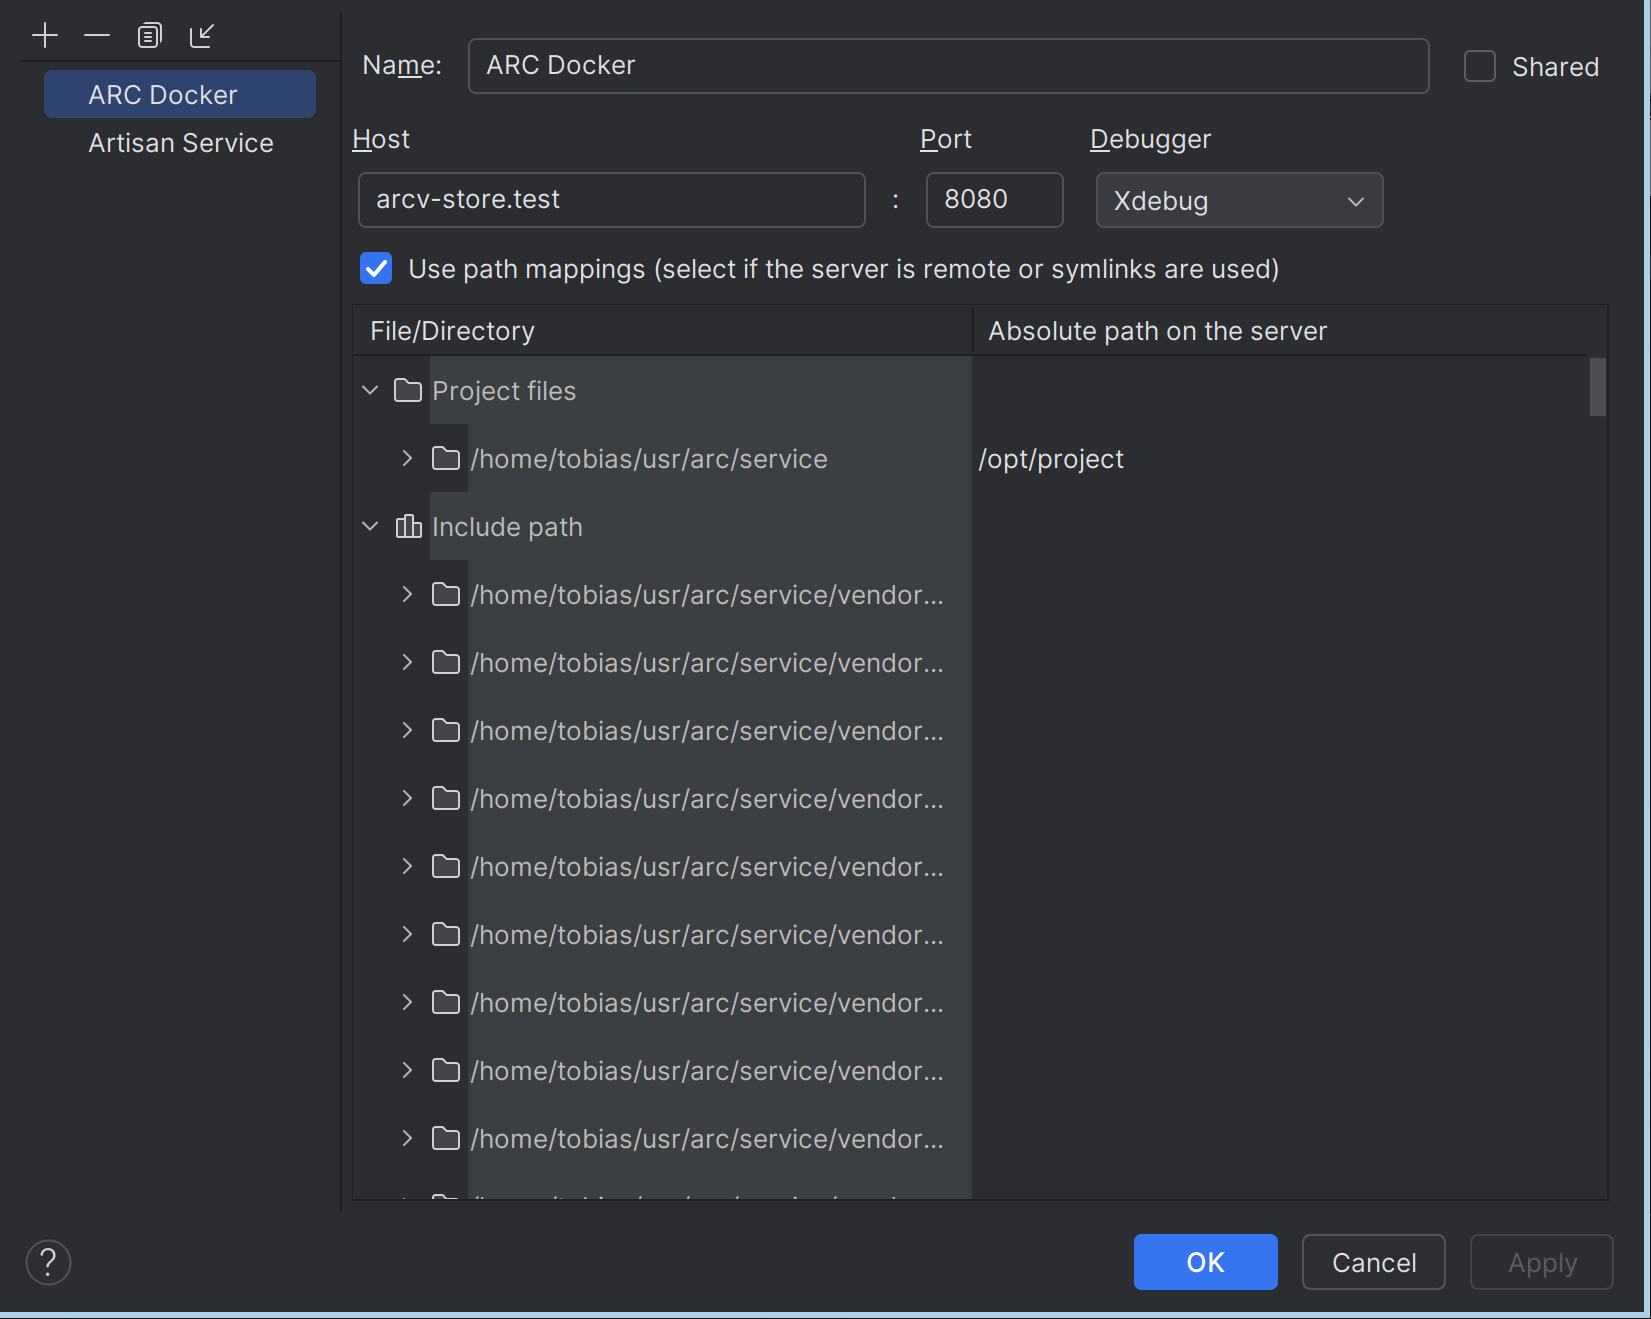 ARC Docker
Artisan Service
Name: ARC Docker Shared
Host Port Debugger
arcv-store.test : 8080 Xdebug
Use path mappings (select if the server is remote or symlinks are used)
File/Directory Absolute path on the server
Project files
/home/tobias/usr/arc/service /opt/project
Include path
/home/tobias/usr/arc/service/vendor...
/home/tobias/usr/arc/service/vendor...
/home/tobias/usr/arc/service/vendor...
/home/tobias/usr/arc/service/vendor...
/home/tobias/usr/arc/service/vendor...
/home/tobias/usr/arc/service/vendor...
/home/tobias/usr/arc/service/vendor...
/home/tobias/usr/arc/service/vendor...
/home/tobias/usr/arc/service/vendor...
? OK Cancel Apply